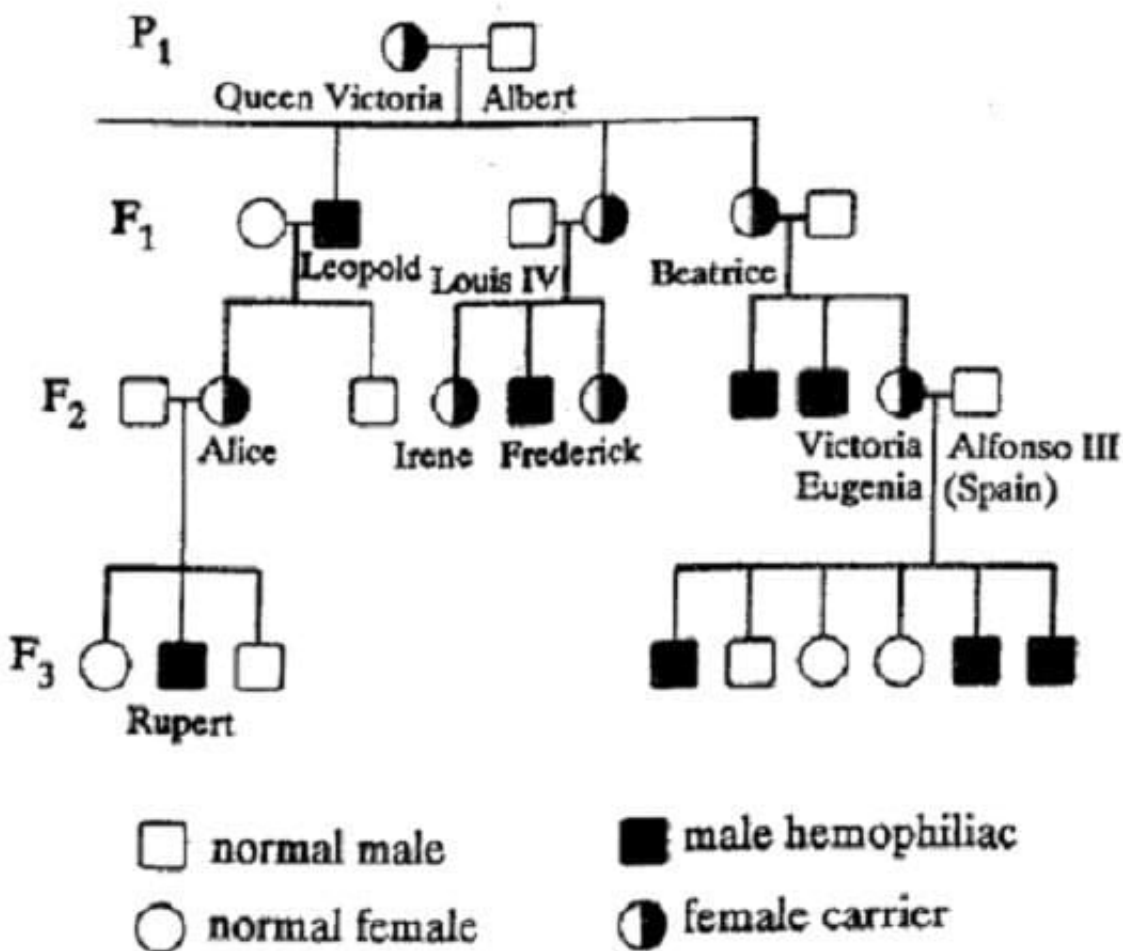 P₁
Queen Victoria Albert
F₁
Leopold Louis IV Beatrice
F₂
Alice Irene Frederick Victoria Alfonso III
Eugenia (Spain)
F₃
Rupert
normal male male hemophiliac
normal female female carrier